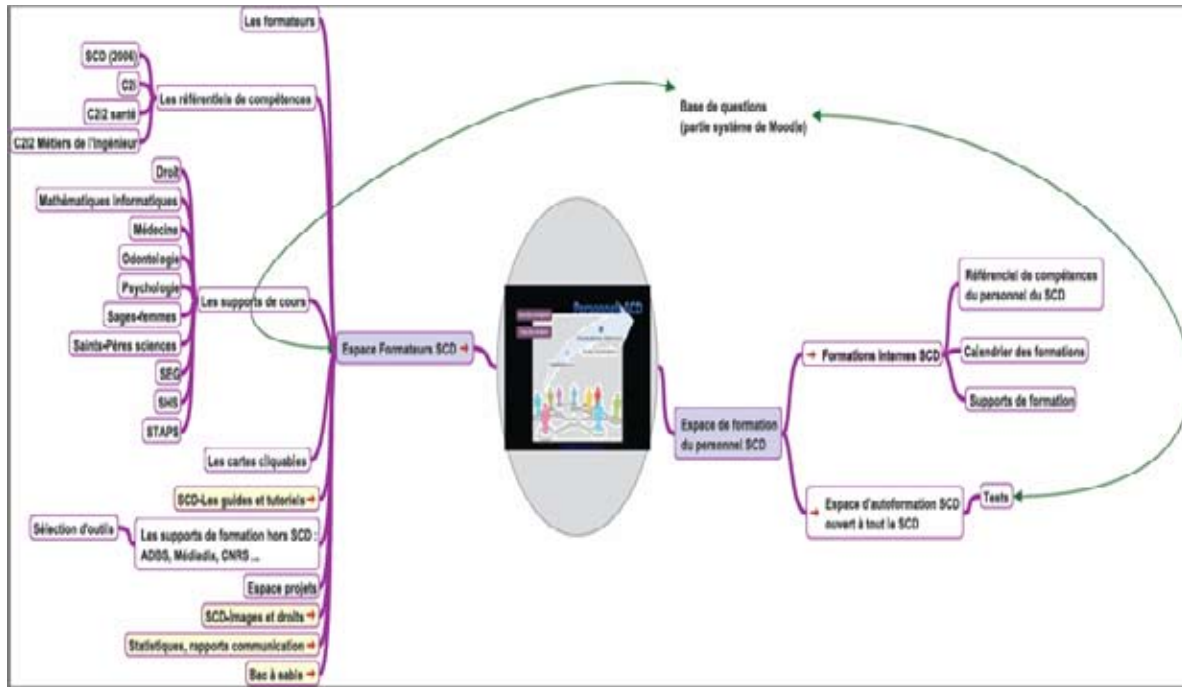 Les formateurs
SCD (2006)
C2i
C2i2 santé
C2i2 Métiers de l'Ingénieur
Les référentiels de compétences
Droit
Mathématiques informatiques
Médecine
Odontologie
Psychologie
Sages-femmes
Saints-Pères sciences
SEG
SHS
STAPS
Les supports de cours
Les cartes cliquables
SCD-Les guides et tutoriels
Sélection d'outils
Les supports de formation hors SCD :
ADBS, Médiadix, CNRS ...
Espace projets
SCD-images et droits
Statistiques, rapports communication
Bac à sable
Espace Formateurs SCD
Personnels SCD
Base de questions
(partie système de Moodle)
Espace de formation
du personnel SCD
Formations internes SCD
Référenciel de compétences
du personnel du SCD
Calendrier des formations
Supports de formation
Espace d'autoformation SCD
ouvert à tout le SCD
Tests